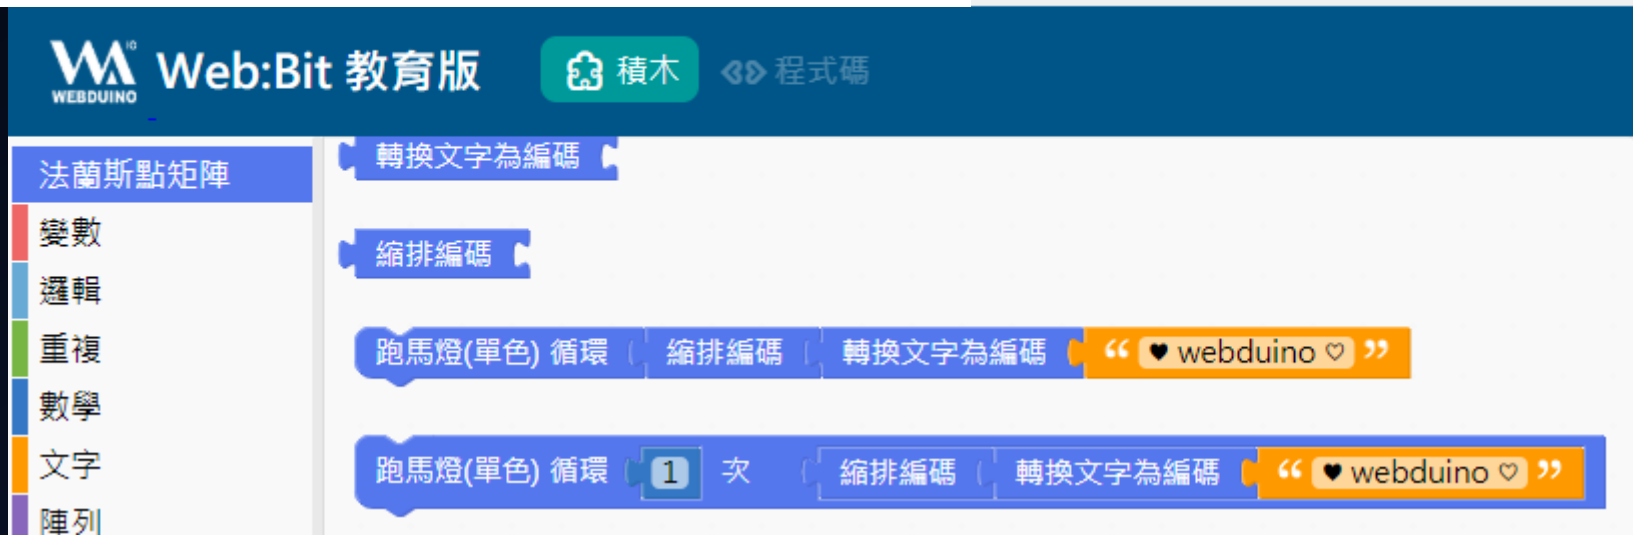 WEBDUINO IO Web:Bit 教育版 積木 程式碼
法蘭斯點矩陣
變數
邏輯
重複
數學
文字
陣列
轉換文字為編碼
縮排編碼
跑馬燈(單色) 循環 縮排編碼 轉換文字為編碼 “ ♥ webduino ♡ ”
跑馬燈(單色) 循環 1 次 縮排編碼 轉換文字為編碼 “ ♥ webduino ♡ ”